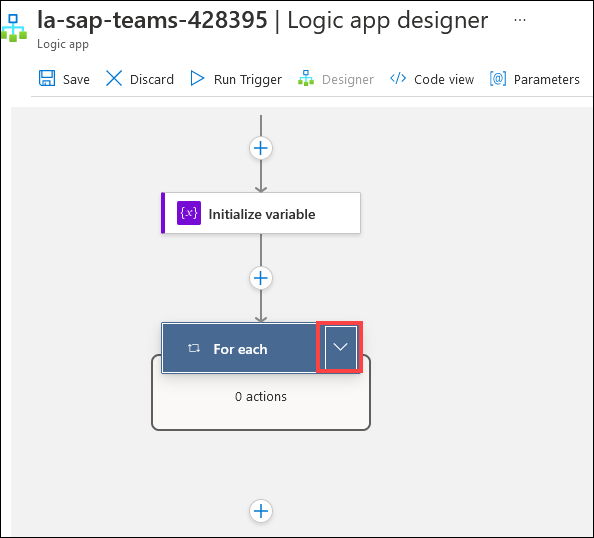 la-sap-teams-428395 | Logic app designer ...
Logic app
Save Discard Run Trigger Designer Code view Parameters
{x} Initialize variable
For each
0 actions